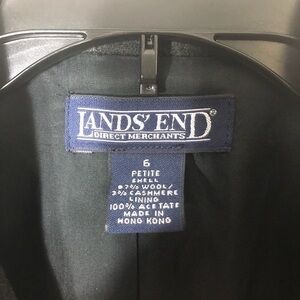 LANDS' END
DIRECT MERCHANTS
6
PETITE
SHELL
97% WOOL/
3% CASHMERE
LINING
100% ACETATE
MADE IN
HONG KONG